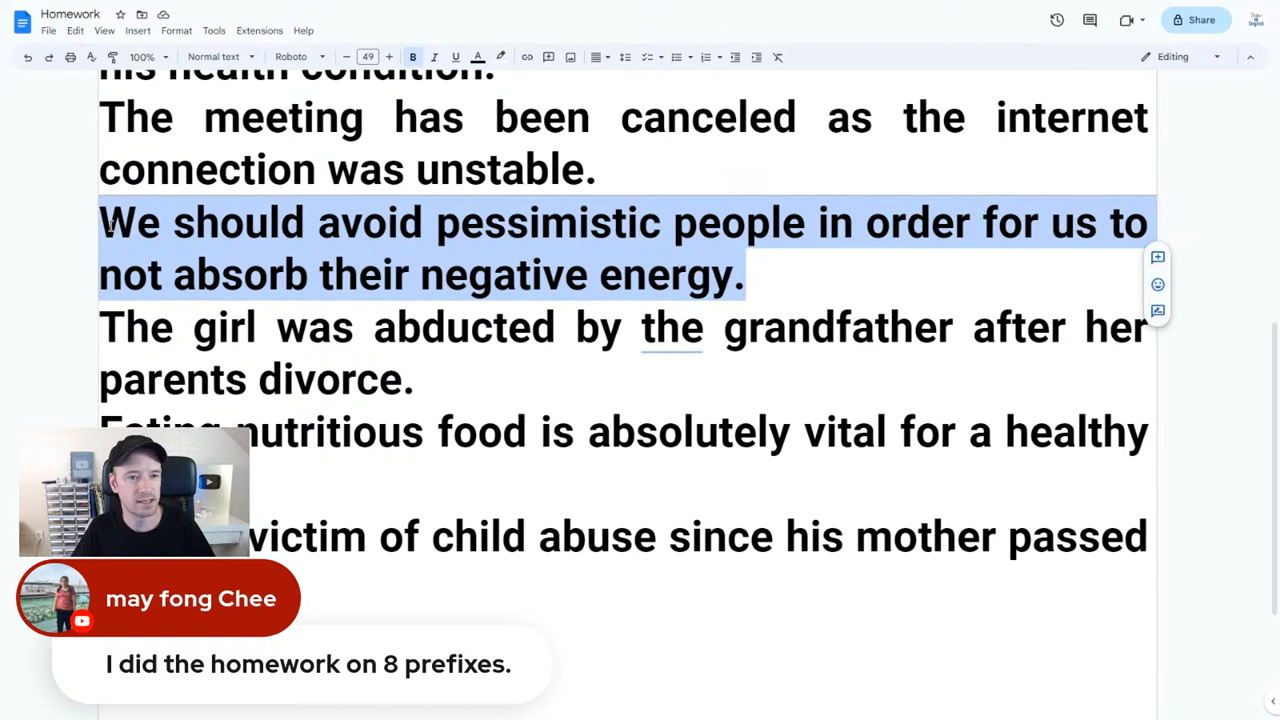 Homework
File Edit View Insert Format Tools Extensions Help
Share
100% Normal text Roboto 49 B I U A Editing
his health condition.
The meeting has been canceled as the internet
connection was unstable.
We should avoid pessimistic people in order for us to
not absorb their negative energy.
The girl was abducted by the grandfather after her
parents divorce.
Eating nutritious food is absolutely vital for a healthy
victim of child abuse since his mother passed
may fong Chee
I did the homework on 8 prefixes.